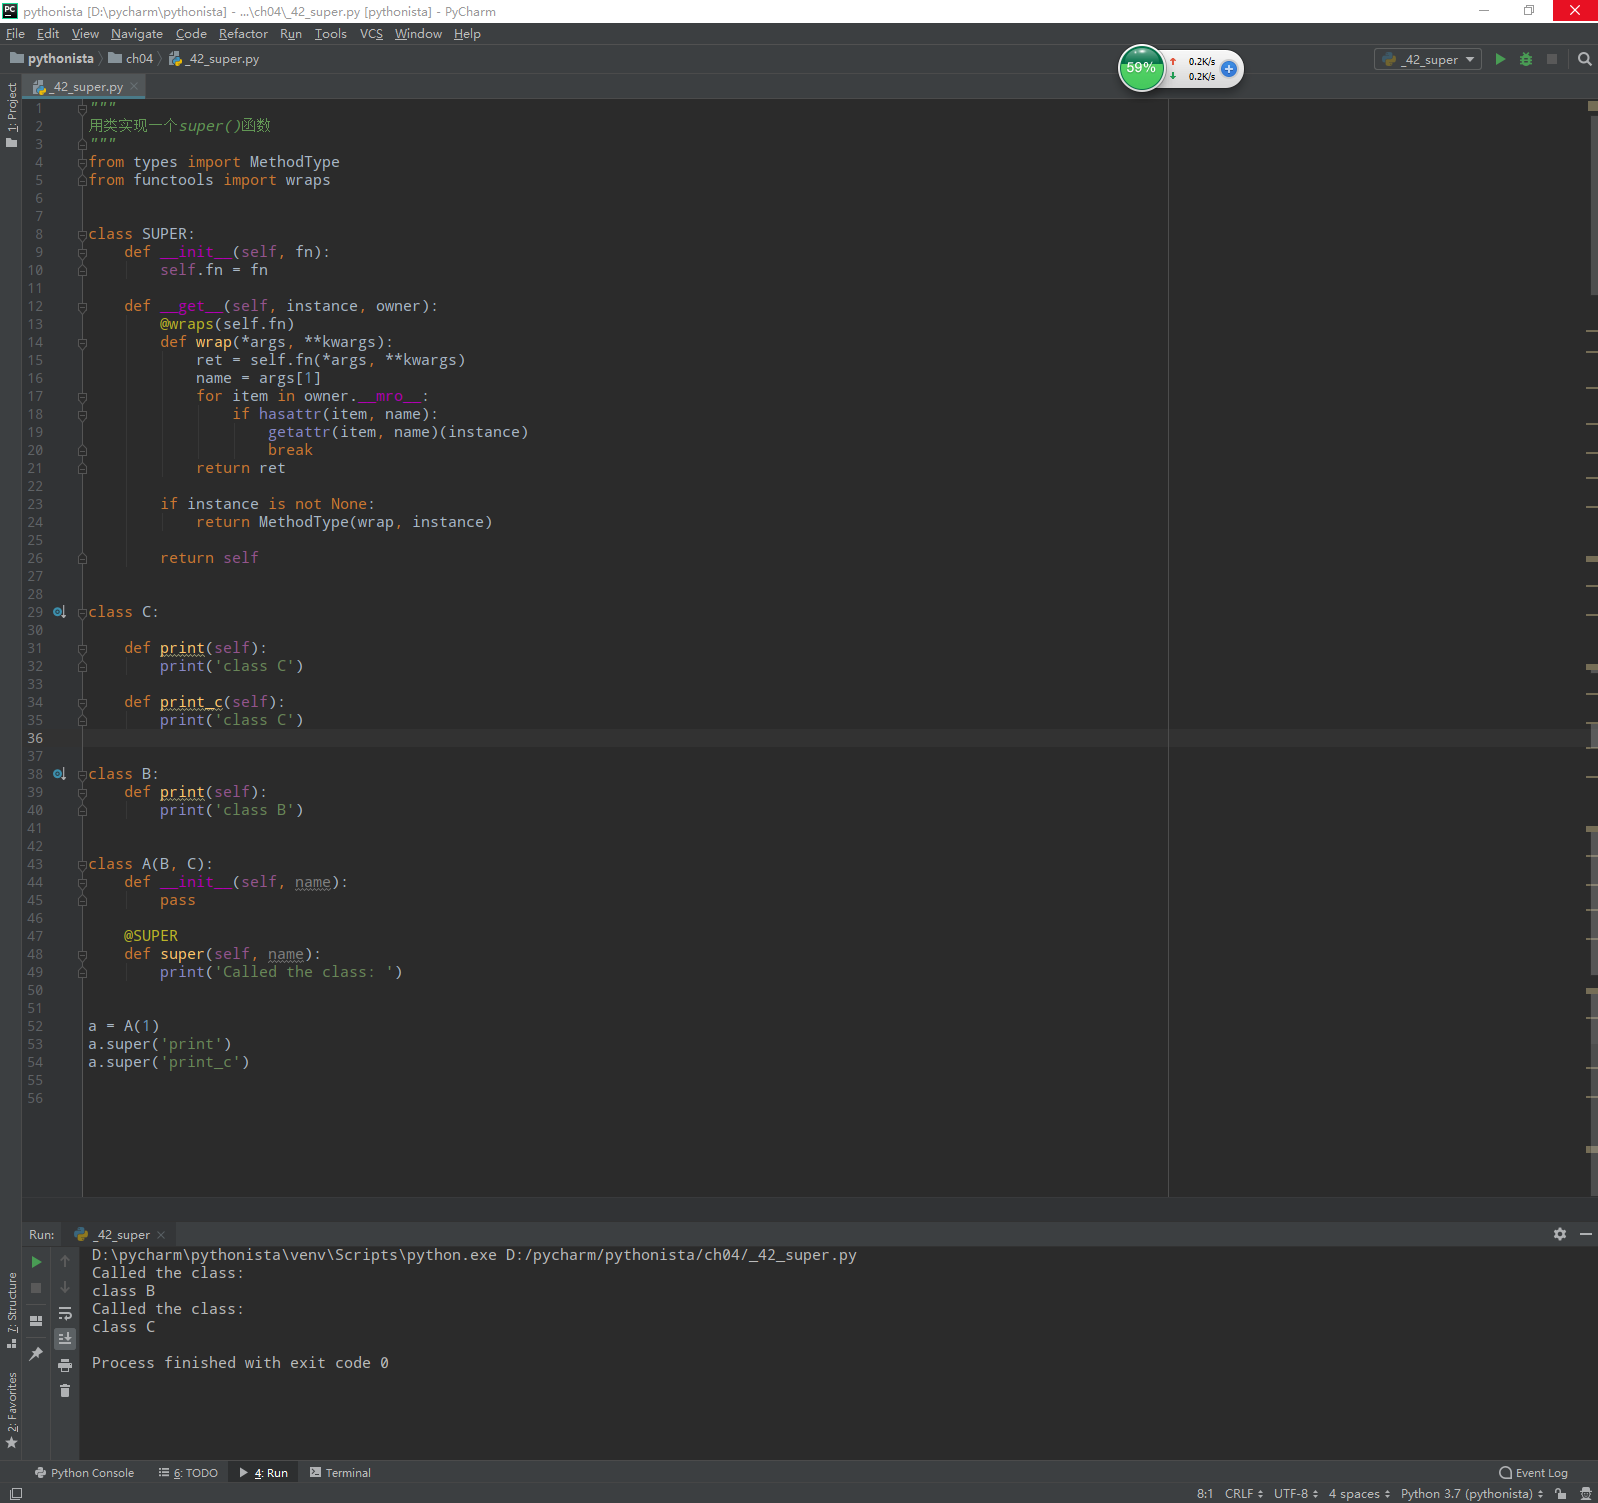 pythonista [D:\pycharm\pythonista] - ...\ch04\_42_super.py [pythonista] - PyCharm
File Edit View Navigate Code Refactor Run Tools VCS Window Help
pythonista ch04 _42_super.py
59% 0.2K/s
0.2K/s
_42_super
1: Project
_42_super.py
1 """
2 用类实现一个super()函数
3 """
4 from types import MethodType
5 from functools import wraps
6
7
8 class SUPER:
9     def __init__(self, fn):
10         self.fn = fn
11
12     def __get__(self, instance, owner):
13         @wraps(self.fn)
14         def wrap(*args, **kwargs):
15             ret = self.fn(*args, **kwargs)
16             name = args[1]
17             for item in owner.__mro__:
18                 if hasattr(item, name):
19                     getattr(item, name)(instance)
20                     break
21             return ret
22
23         if instance is not None:
24             return MethodType(wrap, instance)
25
26         return self
27
28
29 class C:
30
31     def print(self):
32         print('class C')
33
34     def print_c(self):
35         print('class C')
36
37
38 class B:
39     def print(self):
40         print('class B')
41
42
43 class A(B, C):
44     def __init__(self, name):
45         pass
46
47     @SUPER
48     def super(self, name):
49         print('Called the class: ')
50
51
52 a = A(1)
53 a.super('print')
54 a.super('print_c')
55
56
Run: _42_super
D:\pycharm\pythonista\venv\Scripts\python.exe D:/pycharm/pythonista/ch04/_42_super.py
Called the class:
class B
Called the class:
class C
Process finished with exit code 0
7: Structure
2: Favorites
Python Console 6: TODO 4: Run Terminal Event Log
8:1 CRLF UTF-8 4 spaces Python 3.7 (pythonista)